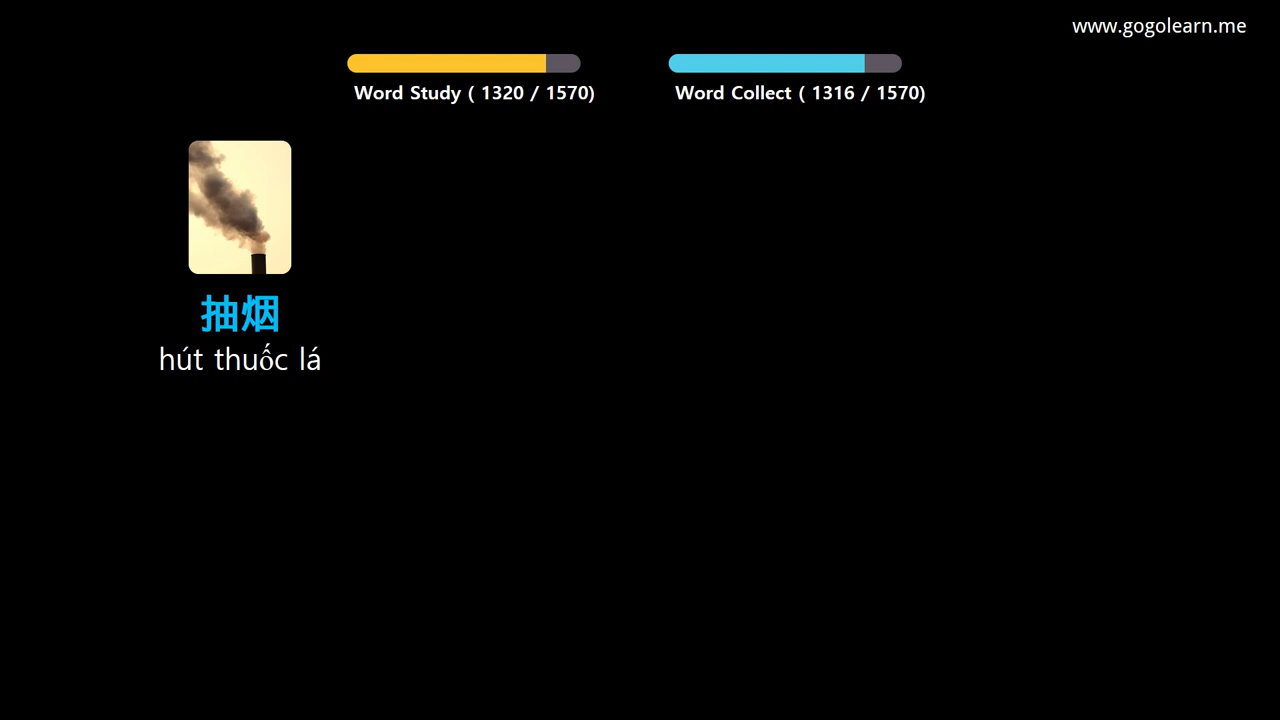 www.gogolearn.me
Word Study ( 1320 / 1570)
Word Collect ( 1316 / 1570)
抽烟
hút thuốc lá